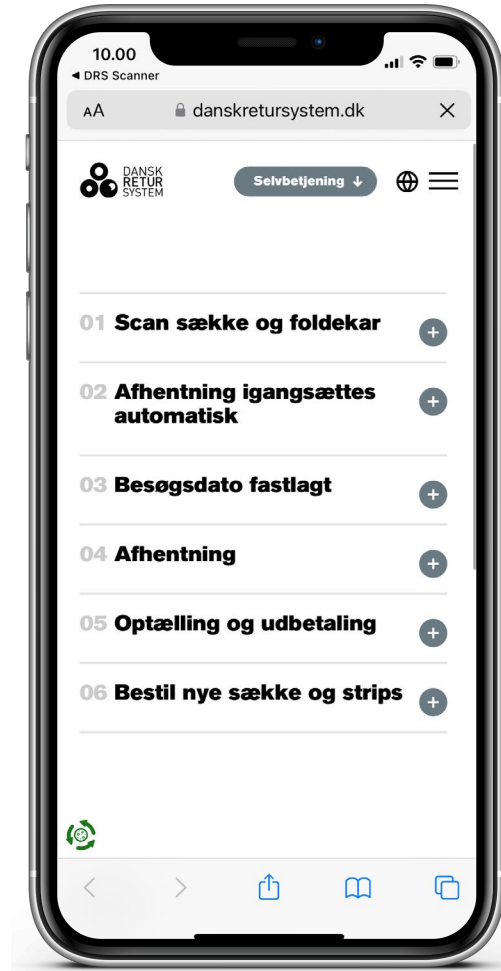 10.00
◀ DRS Scanner
AA danskretursystem.dk
DANSK
RETUR
SYSTEM
Selvbetjening ↓
01 Scan sække og foldekar
02 Afhentning igangsættes
automatisk
03 Besøgsdato fastlagt
04 Afhentning
05 Optælling og udbetaling
06 Bestil nye sække og strips